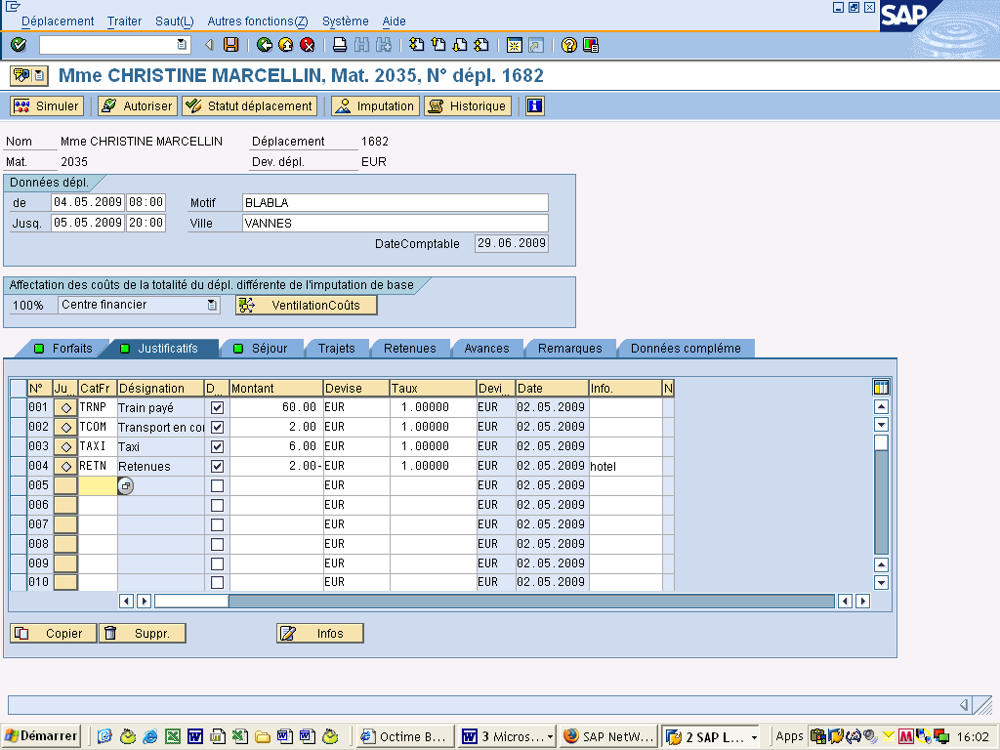 Déplacement Traiter Saut(L) Autres fonctions(Z) Système Aide
SAP
Mme CHRISTINE MARCELLIN, Mat. 2035, N° dépl. 1682
Simuler Autoriser Statut déplacement Imputation Historique
Nom Mme CHRISTINE MARCELLIN Déplacement 1682
Mat. 2035 Dev. dépl. EUR
Données dépl.
de 04.05.2009 08:00 Motif BLABLA
Jusq. 05.05.2009 20:00 Ville VANNES
DateComptable 29.06.2009
Affectation des coûts de la totalité du dépl. différente de l'imputation de base
100% Centre financier VentilationCoûts
Forfaits Justificatifs Séjour Trajets Retenues Avances Remarques Données compléme
N° Ju... CatFr Désignation D... Montant Devise Taux Devi... Date Info. N
001 TRNP Train payé 60.00 EUR 1.00000 EUR 02.05.2009
002 TCOM Transport en con 2.00 EUR 1.00000 EUR 02.05.2009
003 TAXI Taxi 6.00 EUR 1.00000 EUR 02.05.2009
004 RETN Retenues 2.00- EUR 1.00000 EUR 02.05.2009 hotel
005 EUR EUR 02.05.2009
006 EUR EUR 02.05.2009
007 EUR EUR 02.05.2009
008 EUR EUR 02.05.2009
009 EUR EUR 02.05.2009
010 EUR EUR 02.05.2009
Copier Suppr. Infos
Démarrer Octime B... 3 Micros... SAP NetW... 2 SAP L... Apps 16:02